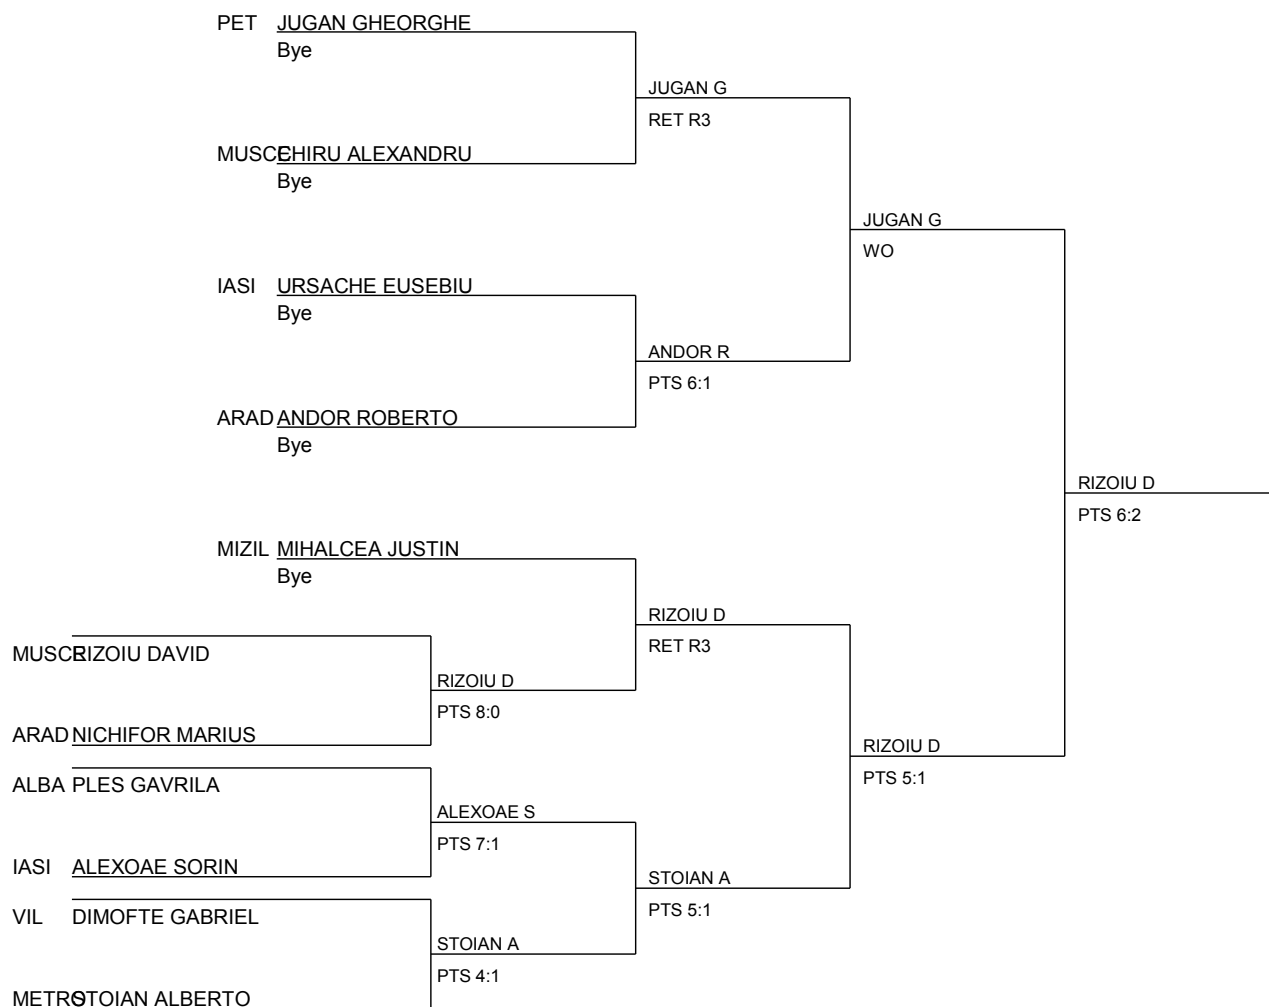 PET JUGAN GHEORGHE
Bye
JUGAN G
RET R3
MUSCE CHIRU ALEXANDRU
Bye
JUGAN G
WO
IASI URSACHE EUSEBIU
Bye
ANDOR R
PTS 6:1
ARAD ANDOR ROBERTO
Bye
RIZOIU D
PTS 6:2
MIZIL MIHALCEA JUSTIN
Bye
RIZOIU D
RET R3
MUSCE RIZOIU DAVID
RIZOIU D
PTS 8:0
ARAD NICHIFOR MARIUS
RIZOIU D
PTS 5:1
ALBA PLES GAVRILA
ALEXOAE S
PTS 7:1
IASI ALEXOAE SORIN
STOIAN A
PTS 5:1
VIL DIMOFTE GABRIEL
STOIAN A
PTS 4:1
METRO STOIAN ALBERTO